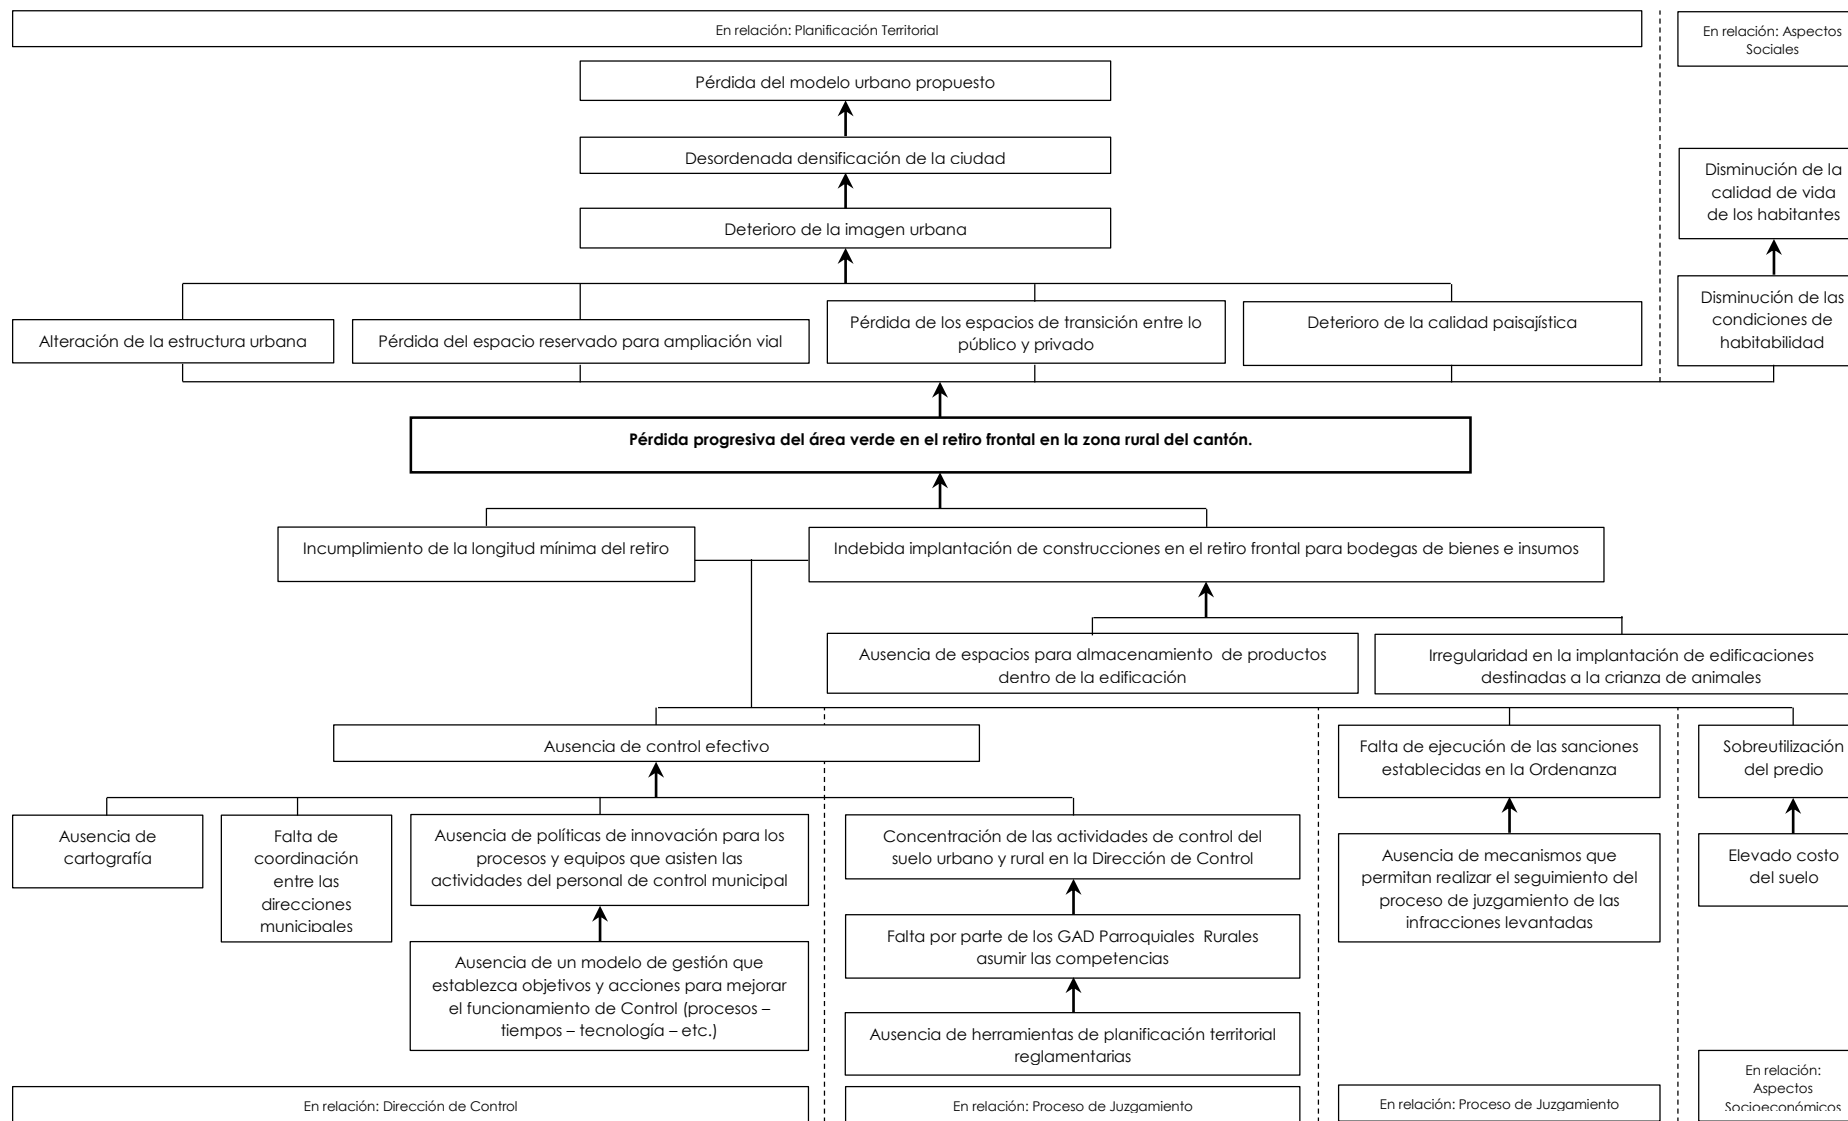 En relación: Planificación Territorial
En relación: Aspectos
Sociales
Pérdida del modelo urbano propuesto
Desordenada densificación de la ciudad
Deterioro de la imagen urbana
Disminución de la
calidad de vida
de los habitantes
Alteración de la estructura urbana
Pérdida del espacio reservado para ampliación vial
Pérdida de los espacios de transición entre lo
público y privado
Deterioro de la calidad paisajística
Disminución de las
condiciones de
habitabilidad
Pérdida progresiva del área verde en el retiro frontal en la zona rural del cantón.
Incumplimiento de la longitud mínima del retiro
Indebida implantación de construcciones en el retiro frontal para bodegas de bienes e insumos
Ausencia de espacios para almacenamiento de productos
dentro de la edificación
Irregularidad en la implantación de edificaciones
destinadas a la crianza de animales
Ausencia de control efectivo
Falta de ejecución de las sanciones
establecidas en la Ordenanza
Sobreutilización
del predio
Ausencia de
cartografía
Falta de
coordinación
entre las
direcciones
municipales
Ausencia de políticas de innovación para los
procesos y equipos que asisten las
actividades del personal de control municipal
Concentración de las actividades de control del
suelo urbano y rural en la Dirección de Control
Ausencia de mecanismos que
permitan realizar el seguimiento del
proceso de juzgamiento de las
infracciones levantadas
Elevado costo
del suelo
Ausencia de un modelo de gestión que
establezca objetivos y acciones para mejorar
el funcionamiento de Control (procesos –
tiempos – tecnología – etc.)
Falta por parte de los GAD Parroquiales Rurales
asumir las competencias
Ausencia de herramientas de planificación territorial
reglamentarias
En relación: Dirección de Control
En relación: Proceso de Juzgamiento
En relación: Proceso de Juzgamiento
En relación:
Aspectos
Socioeconómicos